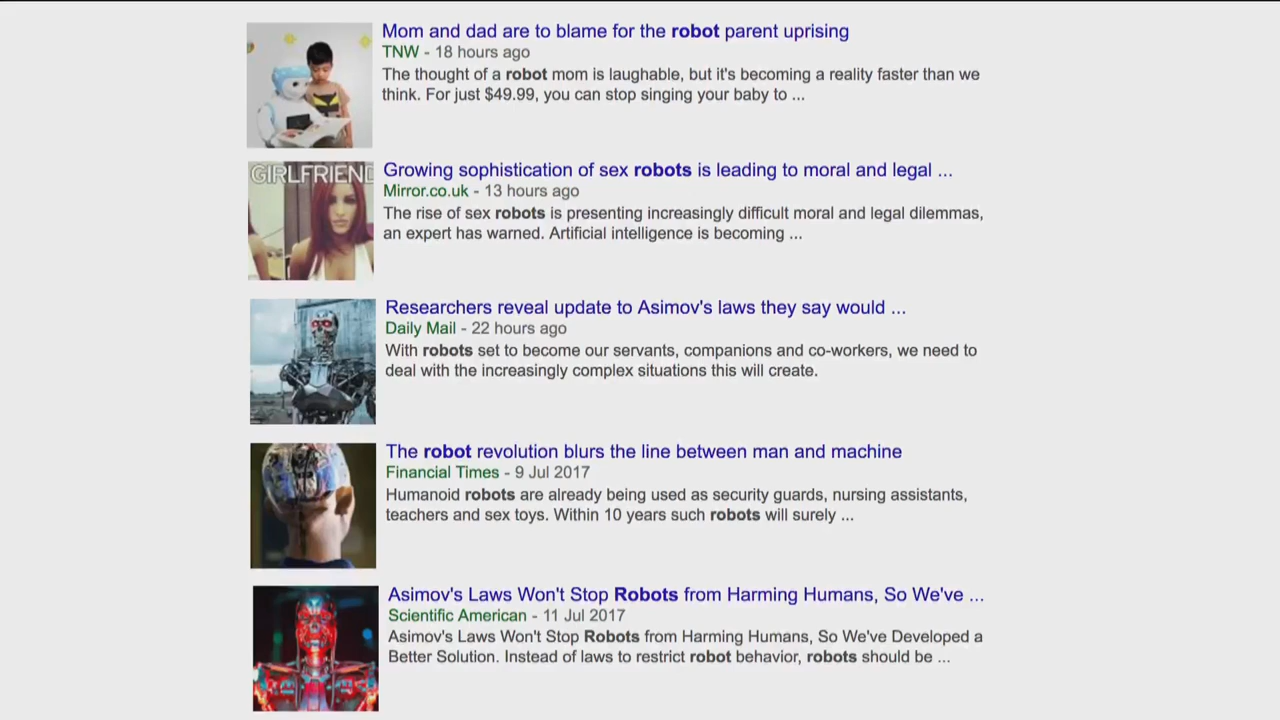 Mom and dad are to blame for the robot parent uprising
TNW - 18 hours ago
The thought of a robot mom is laughable, but it's becoming a reality faster than we
think. For just $49.99, you can stop singing your baby to ...
GIRLFRIEND
Growing sophistication of sex robots is leading to moral and legal ...
Mirror.co.uk - 13 hours ago
The rise of sex robots is presenting increasingly difficult moral and legal dilemmas,
an expert has warned. Artificial intelligence is becoming ...
Researchers reveal update to Asimov's laws they say would ...
Daily Mail - 22 hours ago
With robots set to become our servants, companions and co-workers, we need to
deal with the increasingly complex situations this will create.
The robot revolution blurs the line between man and machine
Financial Times - 9 Jul 2017
Humanoid robots are already being used as security guards, nursing assistants,
teachers and sex toys. Within 10 years such robots will surely ...
Asimov's Laws Won't Stop Robots from Harming Humans, So We've ...
Scientific American - 11 Jul 2017
Asimov's Laws Won't Stop Robots from Harming Humans, So We've Developed a
Better Solution. Instead of laws to restrict robot behavior, robots should be ...